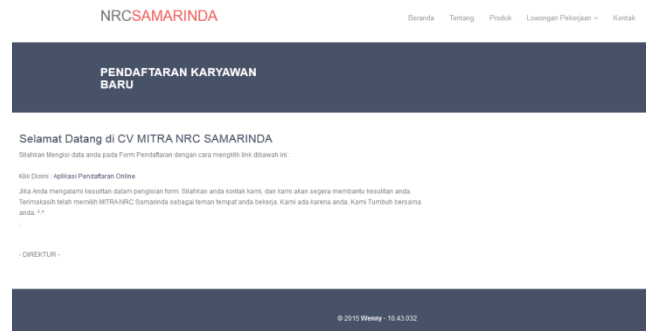 NRCSAMARINDA
Beranda Tentang Produk Lowongan Pekerjaan Kontak
PENDAFTARAN KARYAWAN
BARU
Selamat Datang di CV MITRA NRC SAMARINDA
Silahkan Mengisi data anda pada Form Pendaftaran dengan cara mengklik link dibawah ini :
Klik Disini : Aplikasi Pendaftaran Online
Jika Anda mengalami kesulitan dalam pengisian form. Silahkan anda kontak kami, dan kami akan segera membantu kesulitan anda.
Terimakasih telah memilih MITRA NRC Samarinda sebagai teman tempat anda bekerja. Kami ada karena anda. Kami Tumbuh bersama
anda. ^.^
.
- DIREKTUR -
© 2015 Wenny - 10.43.032